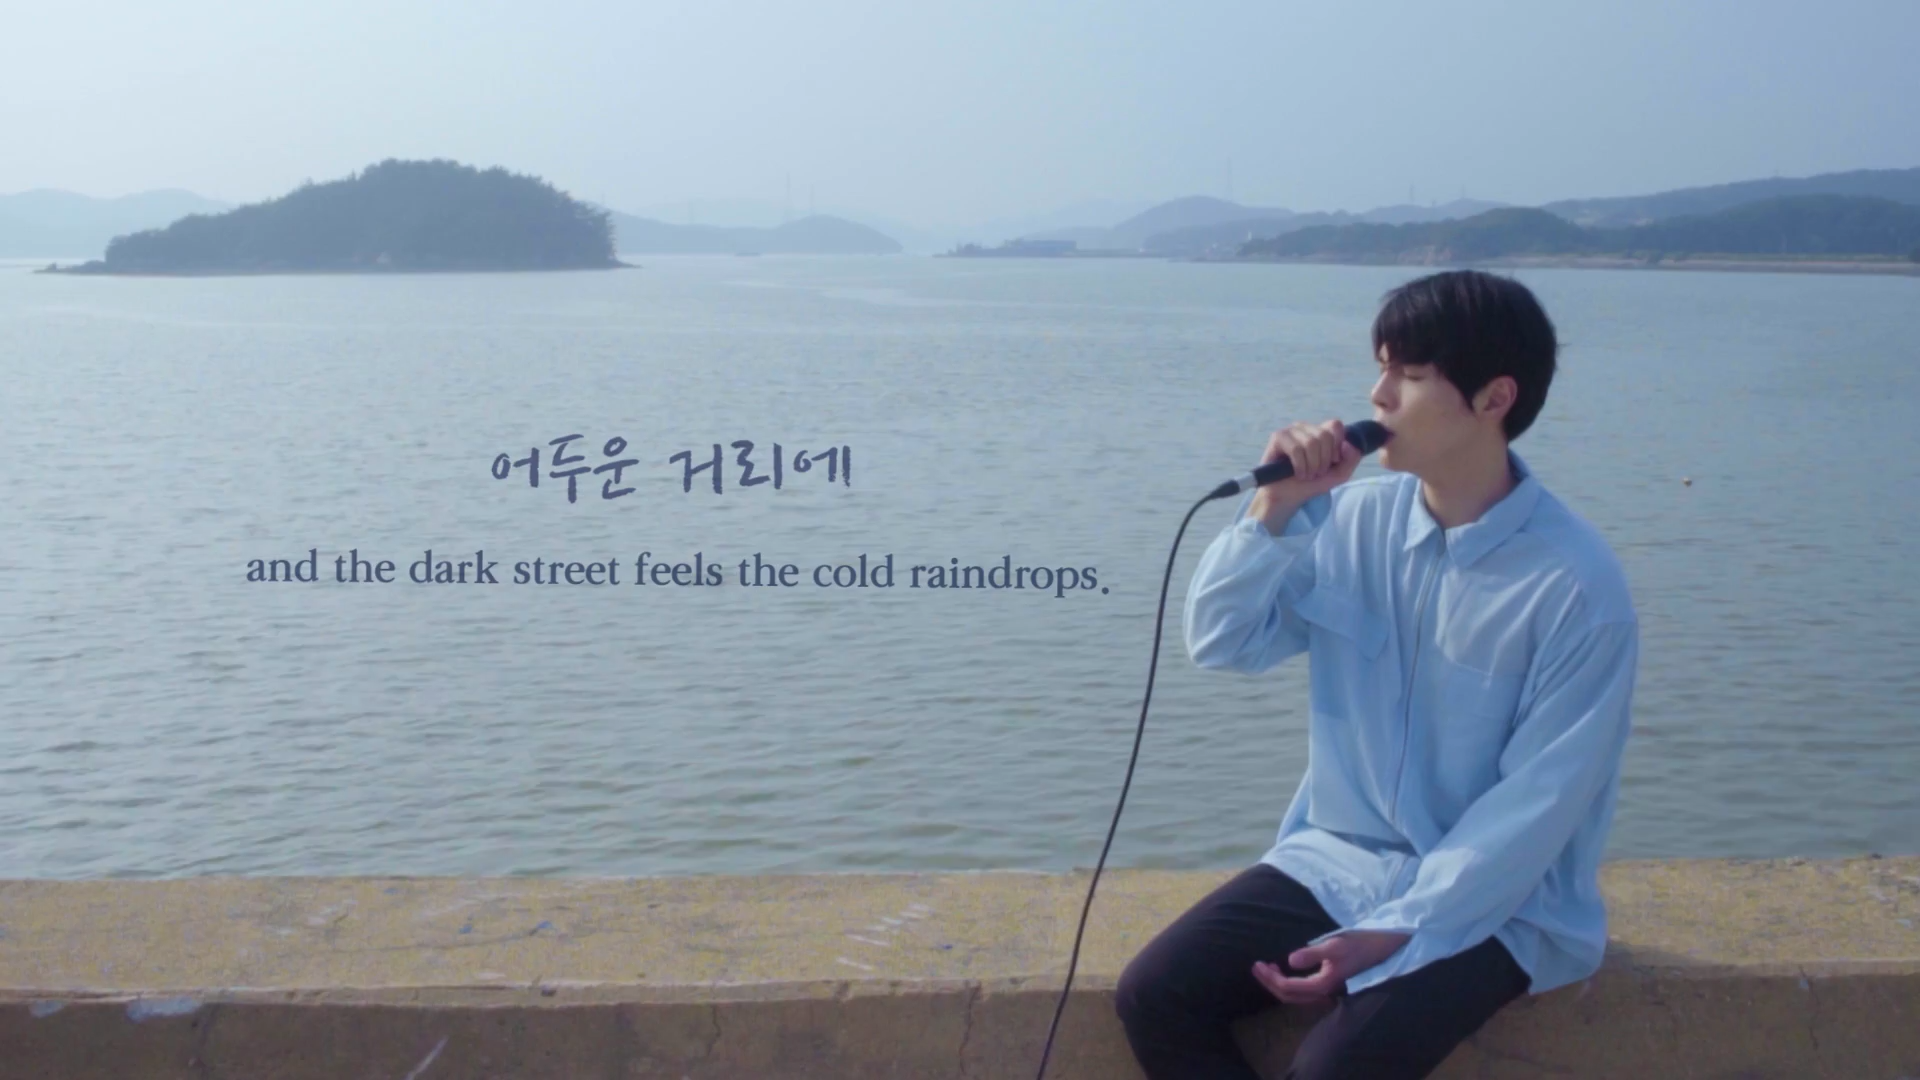 어두운 거리에
and the dark street feels the cold raindrops.